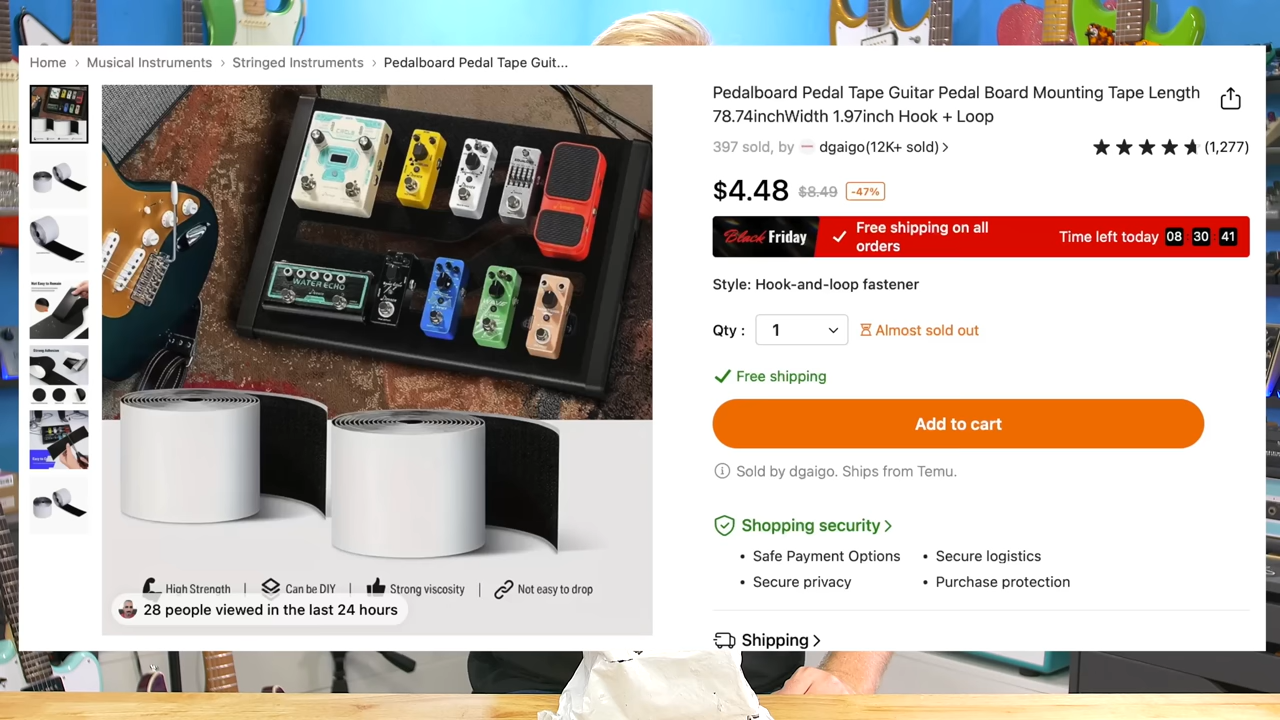 Home > Musical Instruments > Stringed Instruments > Pedalboard Pedal Tape Guit...
Pedalboard Pedal Tape Guitar Pedal Board Mounting Tape Length
78.74inchWidth 1.97inch Hook + Loop
397 sold, by dgaigo(12K+ sold) >
(1,277)
$4.48 $8.49 -47%
Black Friday
Free shipping on all
orders
Time left today 08 30 41
Style: Hook-and-loop fastener
Qty : 1
Almost sold out
Free shipping
Add to cart
Sold by dgaigo. Ships from Temu.
Shopping security >
• Safe Payment Options • Secure logistics
• Secure privacy • Purchase protection
Shipping >
WATER ECHO
High Strength | Can be DIY | Strong viscosity | Not easy to drop
28 people viewed in the last 24 hours